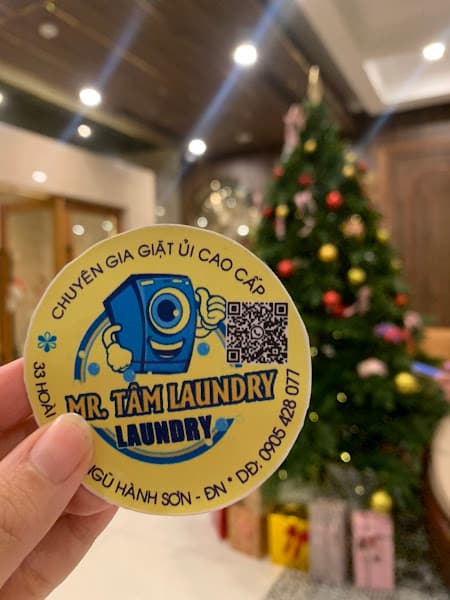 CHUYÊN GIA GIẶT ỦI CAO CẤP
MR. TÂM LAUNDRY
LAUNDRY
33 HOÀI
NGŨ HÀNH SƠN - ĐN * DĐ: 0905 428 077